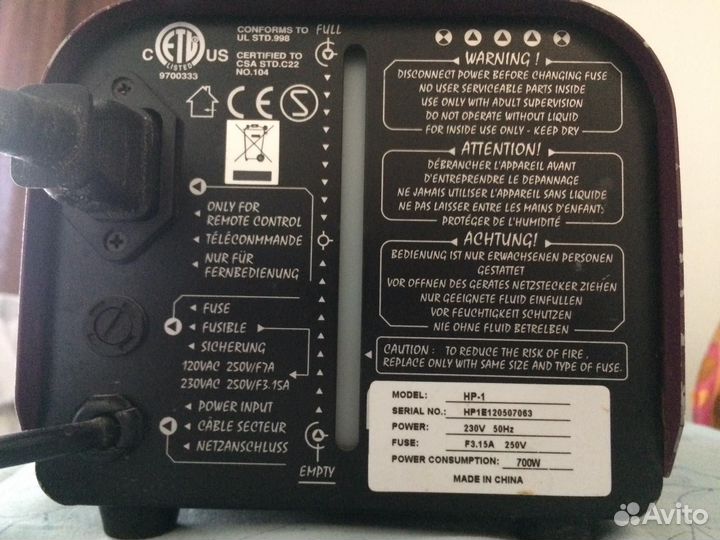 CONFORMS TO
UL STD.998
CERTIFIED TO
CSA STD.C22
NO.104
C ETL US
LISTED
9700333
CE
S
ONLY FOR
REMOTE CONTROL
TÉLÉCONMMANDE
NUR FÜR
FERNBEDIENUNG
FUSE
FUSIBLE
SICHERUNG
120VAC 250V/F7A
230VAC 250V/F3.15A
POWER INPUT
CÂBLE SECTEUR
NETZANSCHLUSS
FULL
EMPTY
WARNING !
DISCONNECT POWER BEFORE CHANGING FUSE
NO USER SERVICEABLE PARTS INSIDE
USE ONLY WITH ADULT SUPERVISION
DO NOT OPERATE WITHOUT LIQUID
FOR INSIDE USE ONLY - KEEP DRY
ATTENTION!
DÉBRANCHER L'APPAREIL AVANT
D'ENTREPRENDRE LE DEPANNAGE
NE JAMAIS UTILISER L'APPAREIL SANS LIQUIDE
NE PAS LAISSER ENTRE LES MAINS D'ENFANT:
PROTÉGER DE L'HUMIDITÉ
ACHTUNG!
BEDIENUNG IST NUR ERWACHSENEN PERSONEN
GESTATTET
VOR OFFNEN DES GERATES NETZSTECKER ZIEHEN
NUR GEEIGNETE FLUID EINFULLEN
VOR FEUCHTIGKEIT SCHUTZEN
NIE OHNE FLUID BETRELBEN
CAUTION : TO REDUCE THE RISK OF FIRE ,
REPLACE ONLY WITH SAME SIZE AND TYPE OF FUSE.
MODEL: HP-1
SERIAL NO.: HP1E120507063
POWER: 230V 50Hz
FUSE: F3.15A 250V
POWER CONSUMPTION: 700W
MADE IN CHINA
Avito